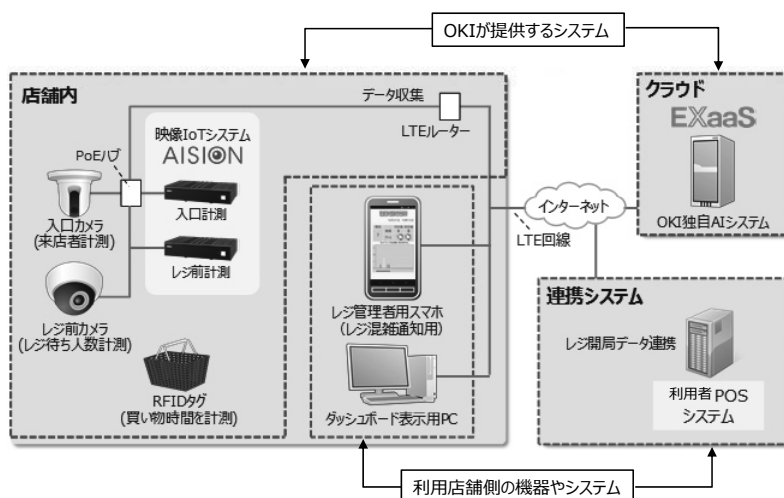 OKIが提供するシステム
店舗内
データ収集
LTEルーター
映像IoTシステム
AISION
PoEハブ
入口計測
入口カメラ
(来店者計測)
レジ前計測
レジ前カメラ
(レジ待ち人数計測)
RFIDタグ
(買い物時間を計測)
レジ管理者用スマホ
(レジ混雑通知用)
ダッシュボード表示用PC
インターネット
LTE回線
クラウド
EXaaS
OKI独自AIシステム
連携システム
レジ開局データ連携
利用者POS
システム
利用店舗側の機器やシステム